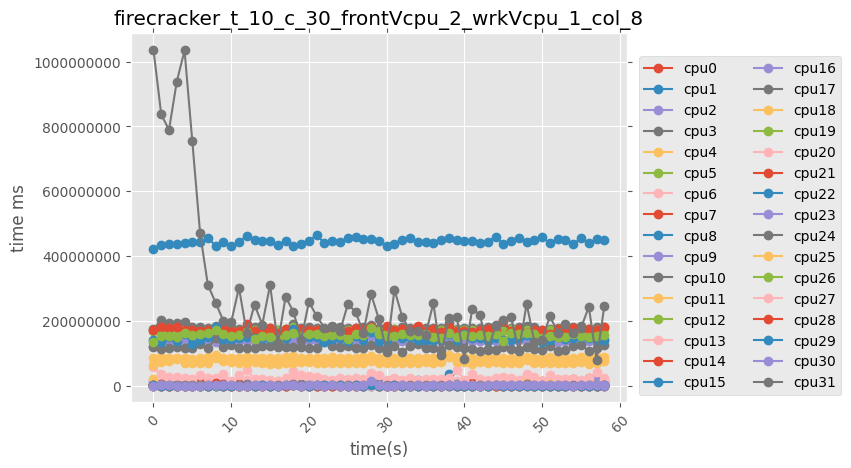 firecracker_t_10_c_30_frontVcpu_2_wrkVcpu_1_col_8
time ms
1000000000
800000000
600000000
400000000
200000000
0
0
10
20
30
40
50
60
time(s)
cpu0
cpu1
cpu2
cpu3
cpu4
cpu5
cpu6
cpu7
cpu8
cpu9
cpu10
cpu11
cpu12
cpu13
cpu14
cpu15
cpu16
cpu17
cpu18
cpu19
cpu20
cpu21
cpu22
cpu23
cpu24
cpu25
cpu26
cpu27
cpu28
cpu29
cpu30
cpu31